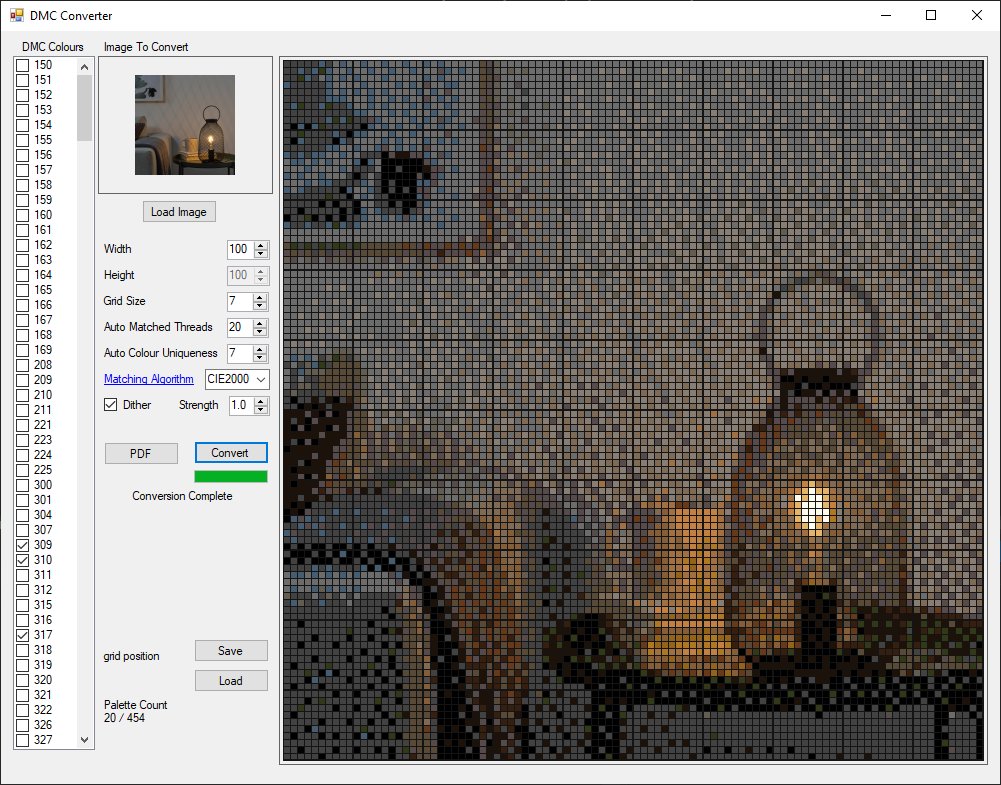 DMC Converter
DMC Colours
Image To Convert
150
151
152
153
154
155
156
157
158
159
160
161
162
163
164
165
166
167
168
169
208
209
210
211
221
223
224
225
300
301
304
307
309
310
311
312
315
316
317
318
319
320
321
322
326
327
Load Image
Width 100
Height 100
Grid Size 7
Auto Matched Threads 20
Auto Colour Uniqueness 7
Matching Algorithm CIE2000
Dither Strength 1.0
PDF Convert
Conversion Complete
Save
grid position
Load
Palette Count
20 / 454